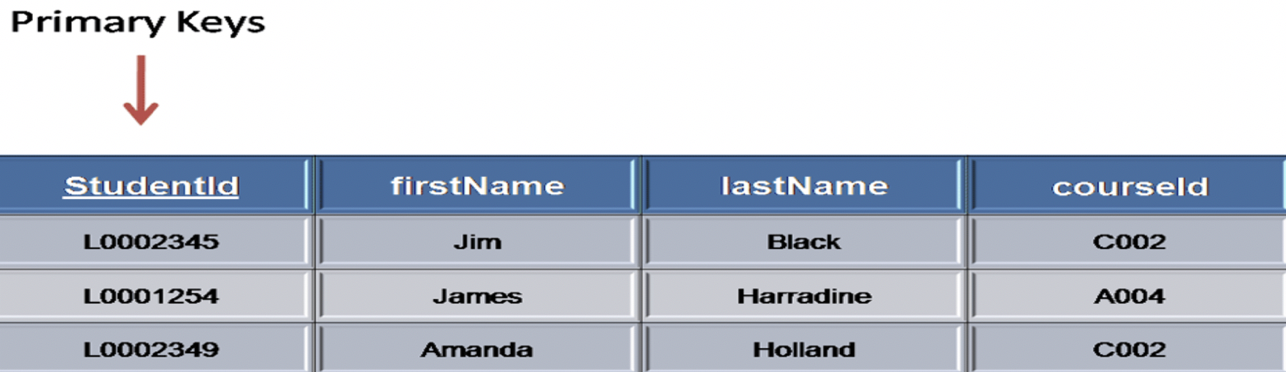 Primary Keys
StudentId firstName lastName courseId
L0002345 Jim Black C002
L0001254 James Harradine A004
L0002349 Amanda Holland C002